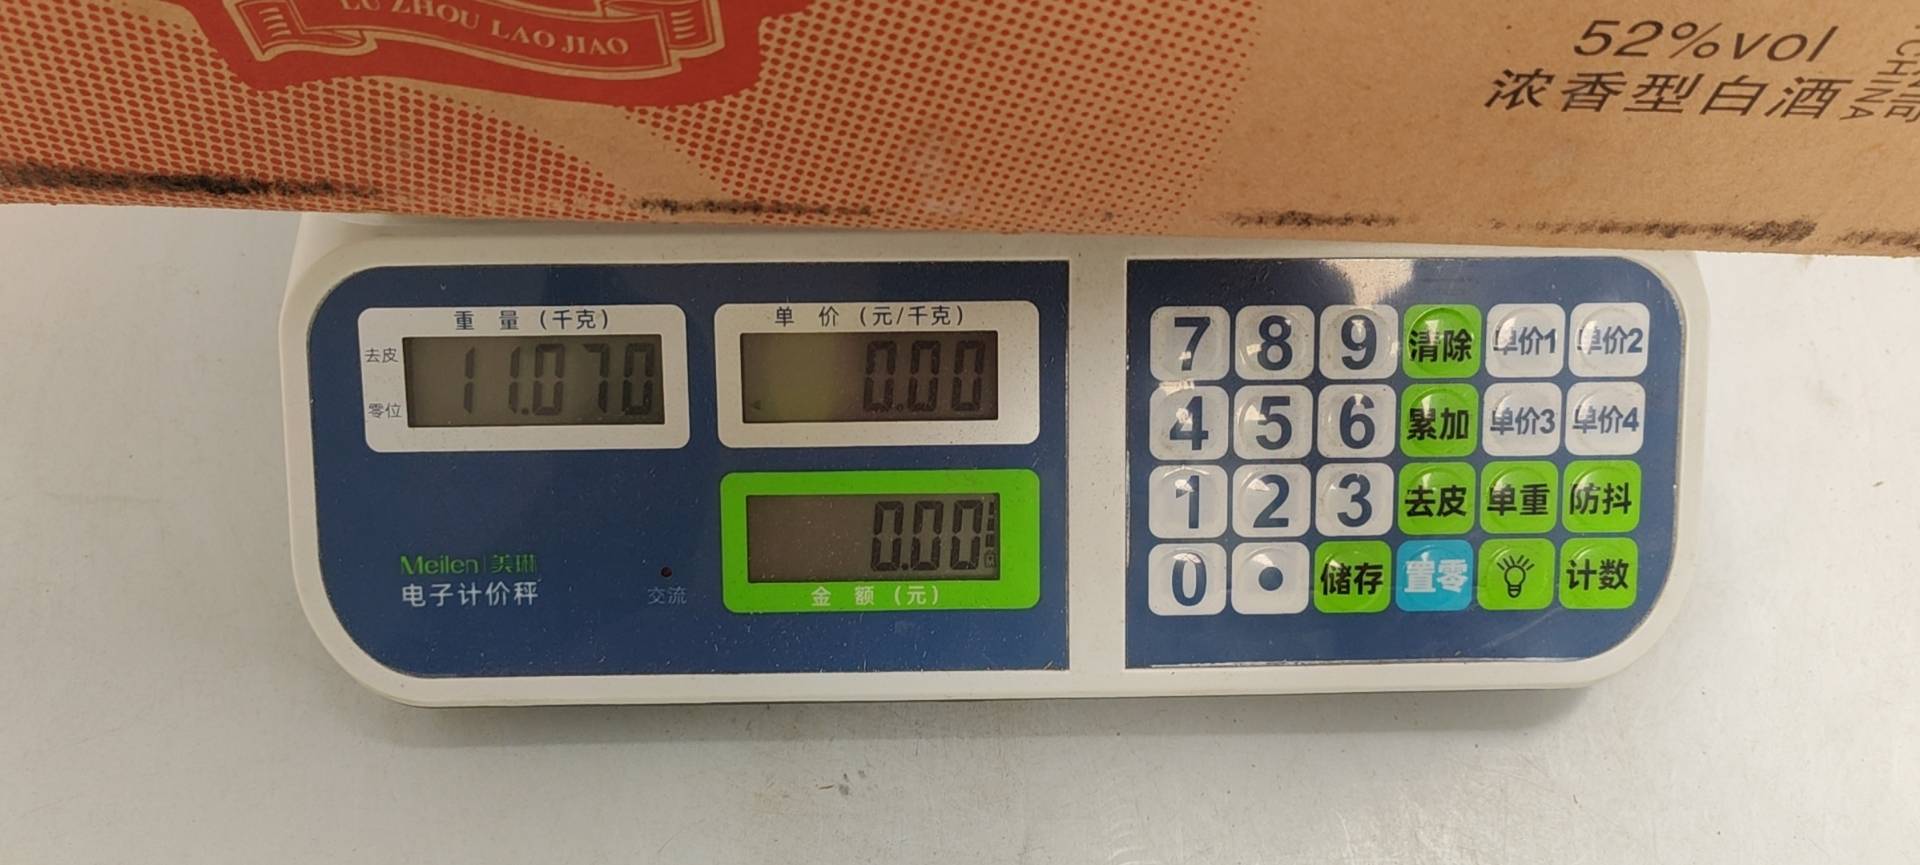 LU ZHOU LAO JIAO
52%vol
浓香型白酒
CHINA
重 量 (千克)
去皮
零位
11.070
单 价 (元/千克)
0.00
0.00
金 额 (元)
Meilen 美琳
电子计价秤
交流
7 8 9 清除 单价1 单价2
4 5 6 累加 单价3 单价4
1 2 3 去皮 单重 防抖
0 • 储存 置零 计数